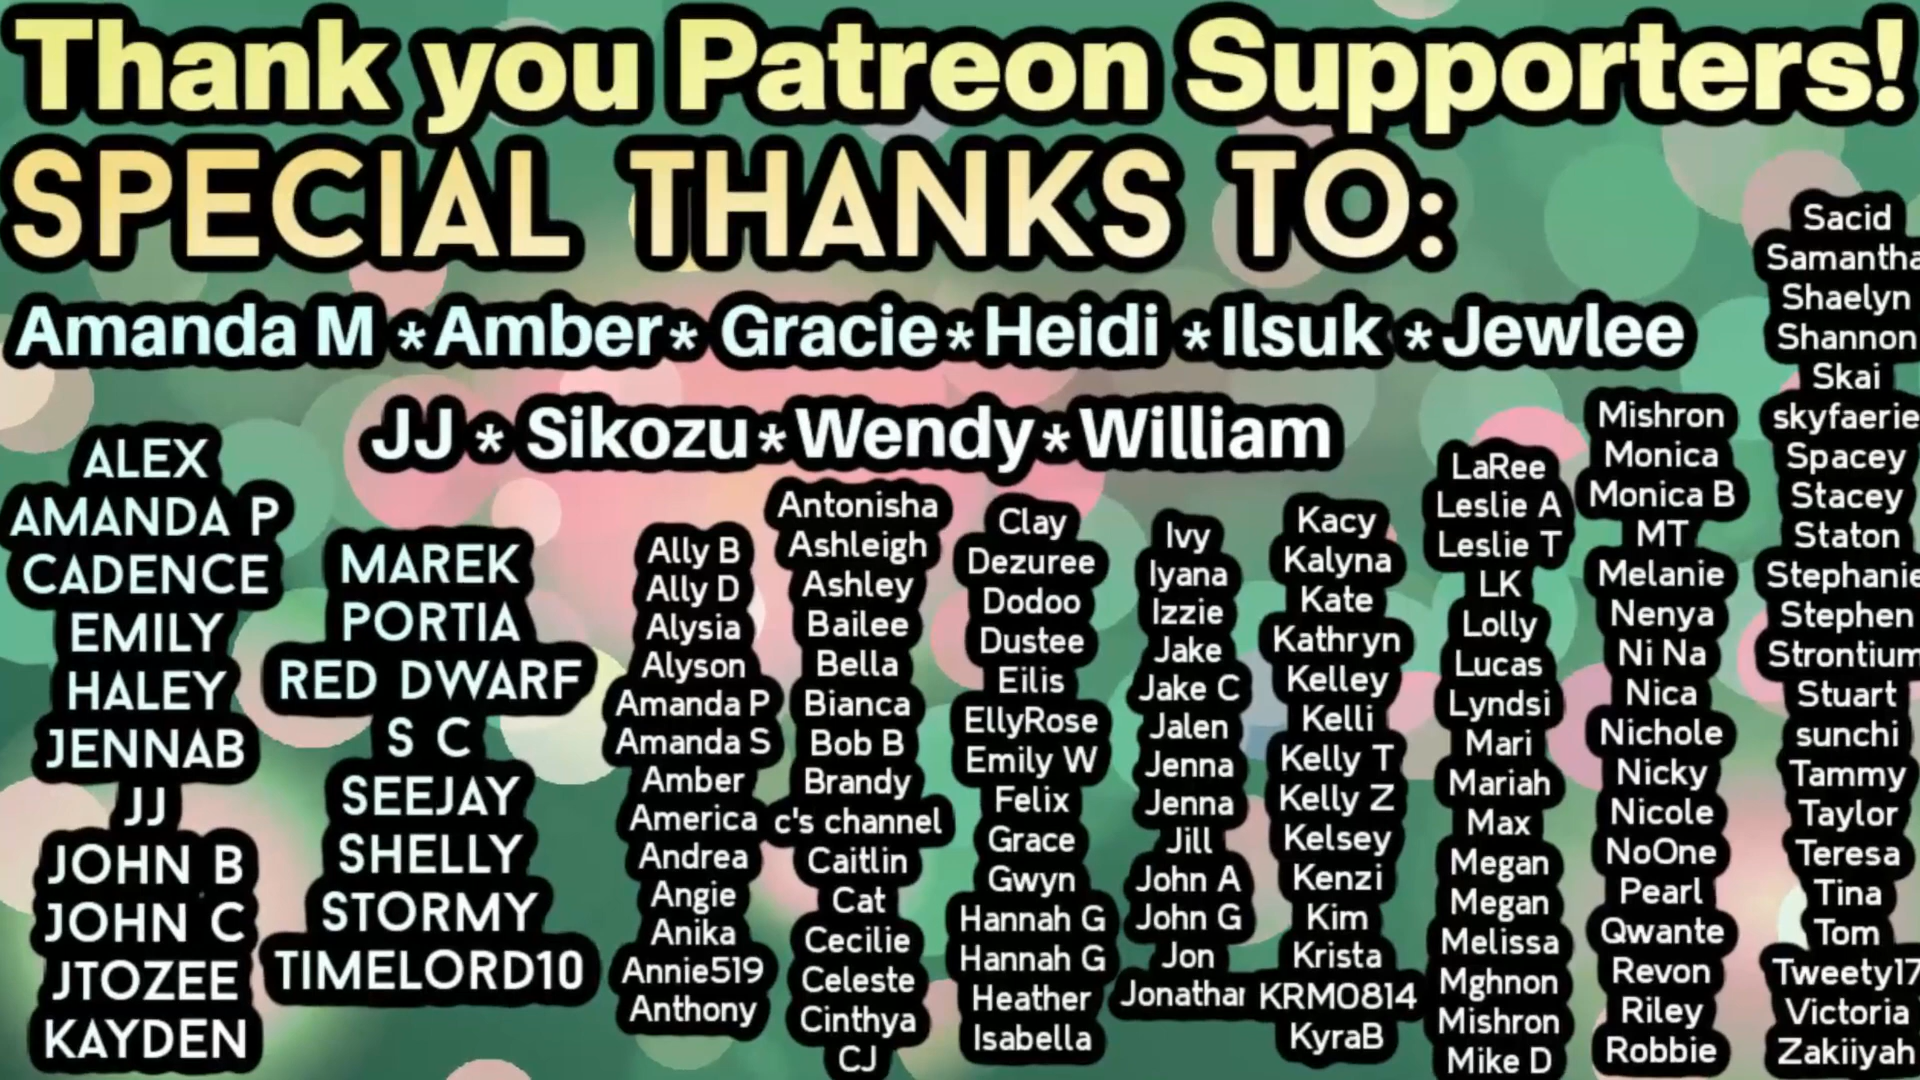 Thank you Patreon Supporters!
SPECIAL THANKS TO:
Amanda M * Amber * Gracie * Heidi * Ilsuk * Jewlee
JJ * Sikozu * Wendy * William
ALEX
AMANDA P
CADENCE
EMILY
HALEY
JENNAB
JJ
JOHN B
JOHN C
JTOZEE
KAYDEN
MAREK
PORTIA
RED DWARF
S C
SEEJAY
SHELLY
STORMY
TIMELORD10
Ally B
Ally D
Alysia
Alyson
Amanda P
Amanda S
Amber
America
Andrea
Angie
Anika
Annie519
Anthony
Antonisha
Ashleigh
Ashley
Bailee
Bella
Bianca
Bob B
Brandy
c's channel
Caitlin
Cat
Cecilie
Celeste
Cinthya
CJ
Clay
Dezuree
Dodoo
Dustee
Eilis
EllyRose
Emily W
Felix
Grace
Gwyn
Hannah G
Hannah G
Heather
Isabella
Ivy
Iyana
Izzie
Jake
Jake C
Jalen
Jenna
Jenna
Jill
John A
John G
Jon
Jonathar
Kacy
Kalyna
Kate
Kathryn
Kelley
Kelli
Kelly T
Kelly Z
Kelsey
Kenzi
Kim
Krista
KRM0814
KyraB
LaRee
Leslie A
Leslie T
LK
Lolly
Lucas
Lyndsi
Mari
Mariah
Max
Megan
Megan
Melissa
Mghnon
Mishron
Mike D
Mishron
Monica
Monica B
MT
Melanie
Nenya
Ni Na
Nica
Nichole
Nicky
Nicole
NoOne
Pearl
Qwante
Revon
Riley
Robbie
Sacid
Samantha
Shaelyn
Shannon
Skai
skyfaerie
Spacey
Stacey
Staton
Stephanie
Stephen
Strontium
Stuart
sunchi
Tammy
Taylor
Teresa
Tina
Tom
Tweety17
Victoria
Zakiiyah